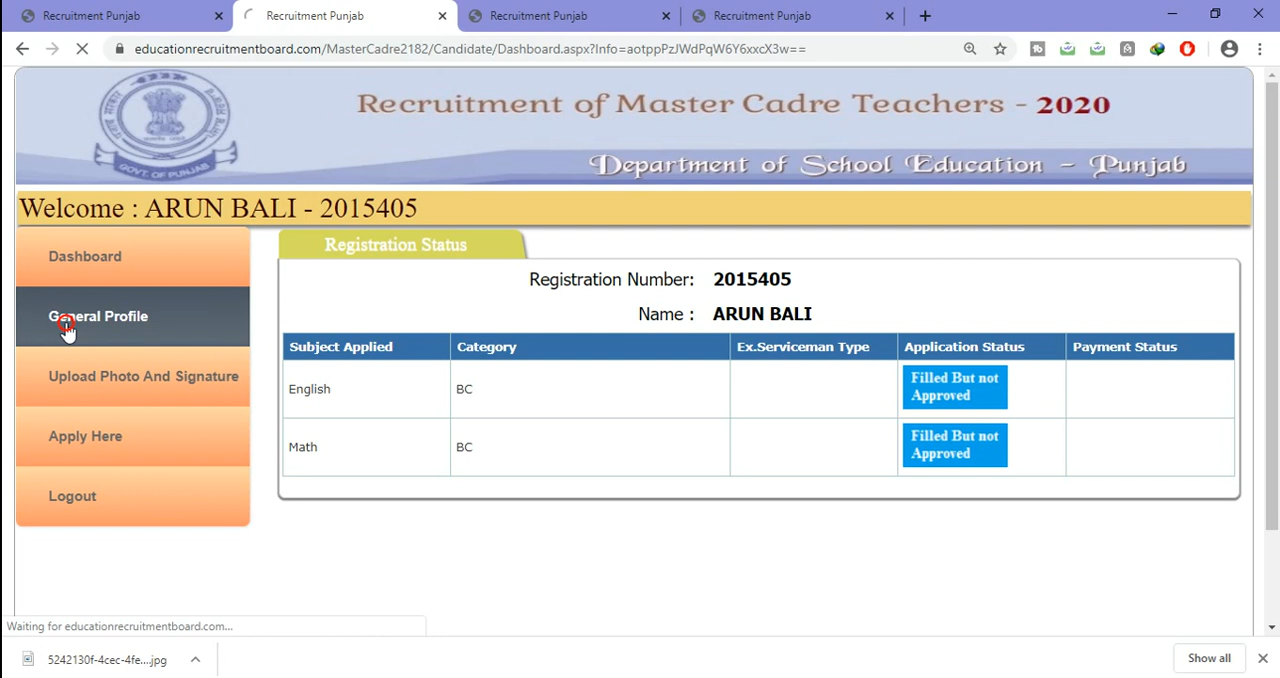 Recruitment Punjab
Recruitment Punjab
Recruitment Punjab
Recruitment Punjab
educationrecruitmentboard.com/MasterCadre2182/Candidate/Dashboard.aspx?Info=aotppPzJWdPqW6Y6xxcX3w==
Recruitment of Master Cadre Teachers - 2020
GOVT. OF PUNJAB
Department of School Education - Punjab
Welcome : ARUN BALI - 2015405
Dashboard
General Profile
Upload Photo And Signature
Apply Here
Logout
Registration Status
Registration Number: 2015405
Name : ARUN BALI
Subject Applied Category Ex.Serviceman Type Application Status Payment Status
English BC Filled But not
Approved
Math BC Filled But not
Approved
Waiting for educationrecruitmentboard.com...
5242130f-4cec-4fe....jpg
Show all